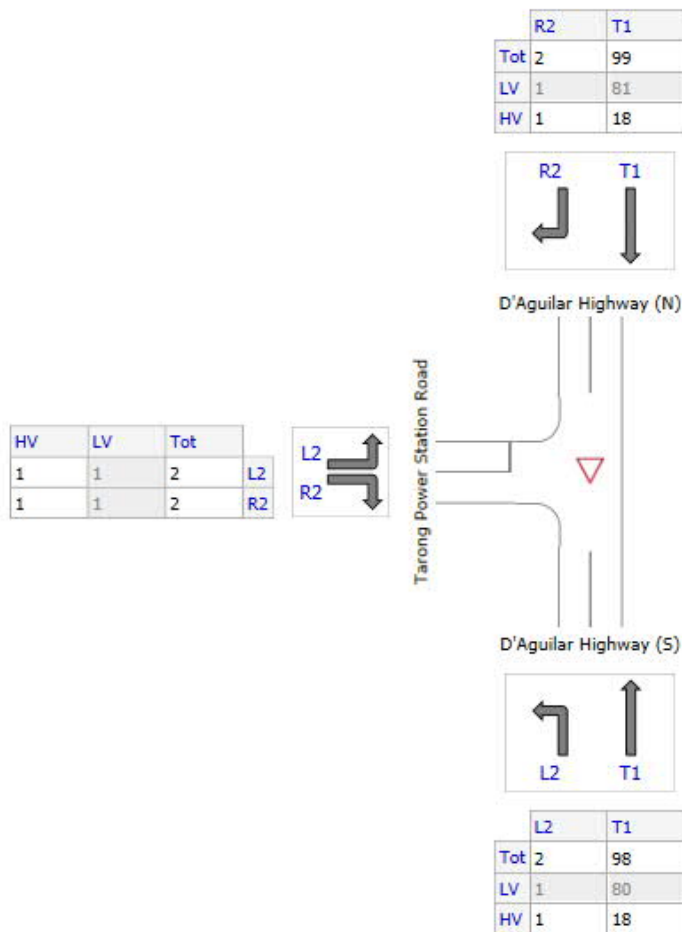 R2 T1
Tot 2 99
LV 1 81
HV 1 18
R2 T1
D'Aguilar Highway (N)
Tarong Power Station Road
HV LV Tot
1 1 2 L2
1 1 2 R2
L2
R2
D'Aguilar Highway (S)
L2 T1
L2 T1
Tot 2 98
LV 1 80
HV 1 18